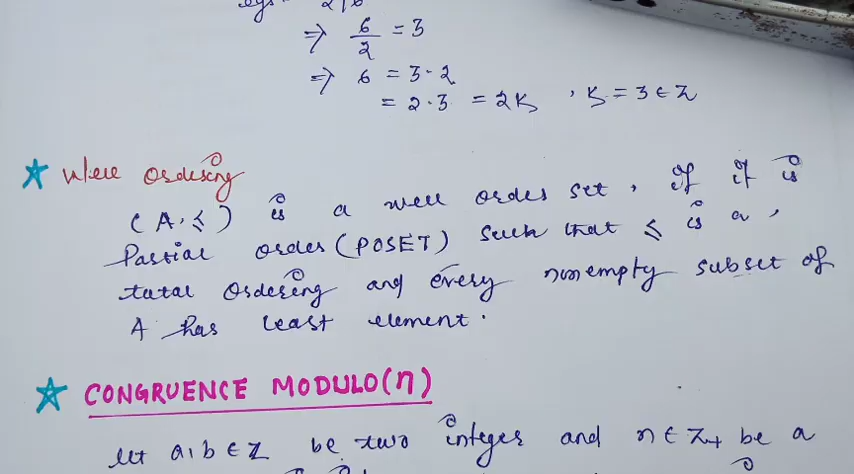 ⇒ 6/2 = 3
⇒ 6 = 3·2
= 2·3 = 2K , K = 3 ∈ Z
★ Well Ordering
(A, ≤) is a well order set, if it is
Partial order (POSET) such that ≤ is a,
total ordering and every nonempty subset of
A has least element.
★ CONGRUENCE MODULO(n)
let a, b ∈ Z be two integer and n ∈ Z+ be a